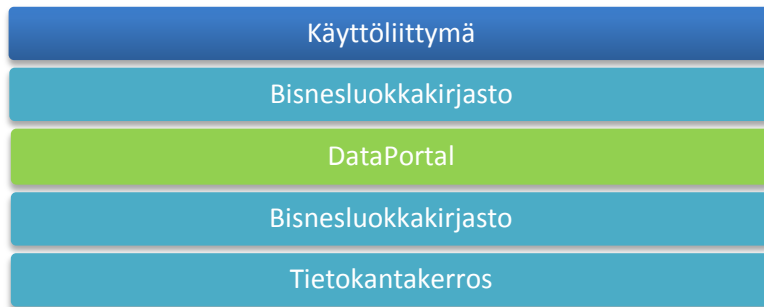 Käyttöliittymä
Bisnesluokkakirjasto
DataPortal
Bisnesluokkakirjasto
Tietokantakerros